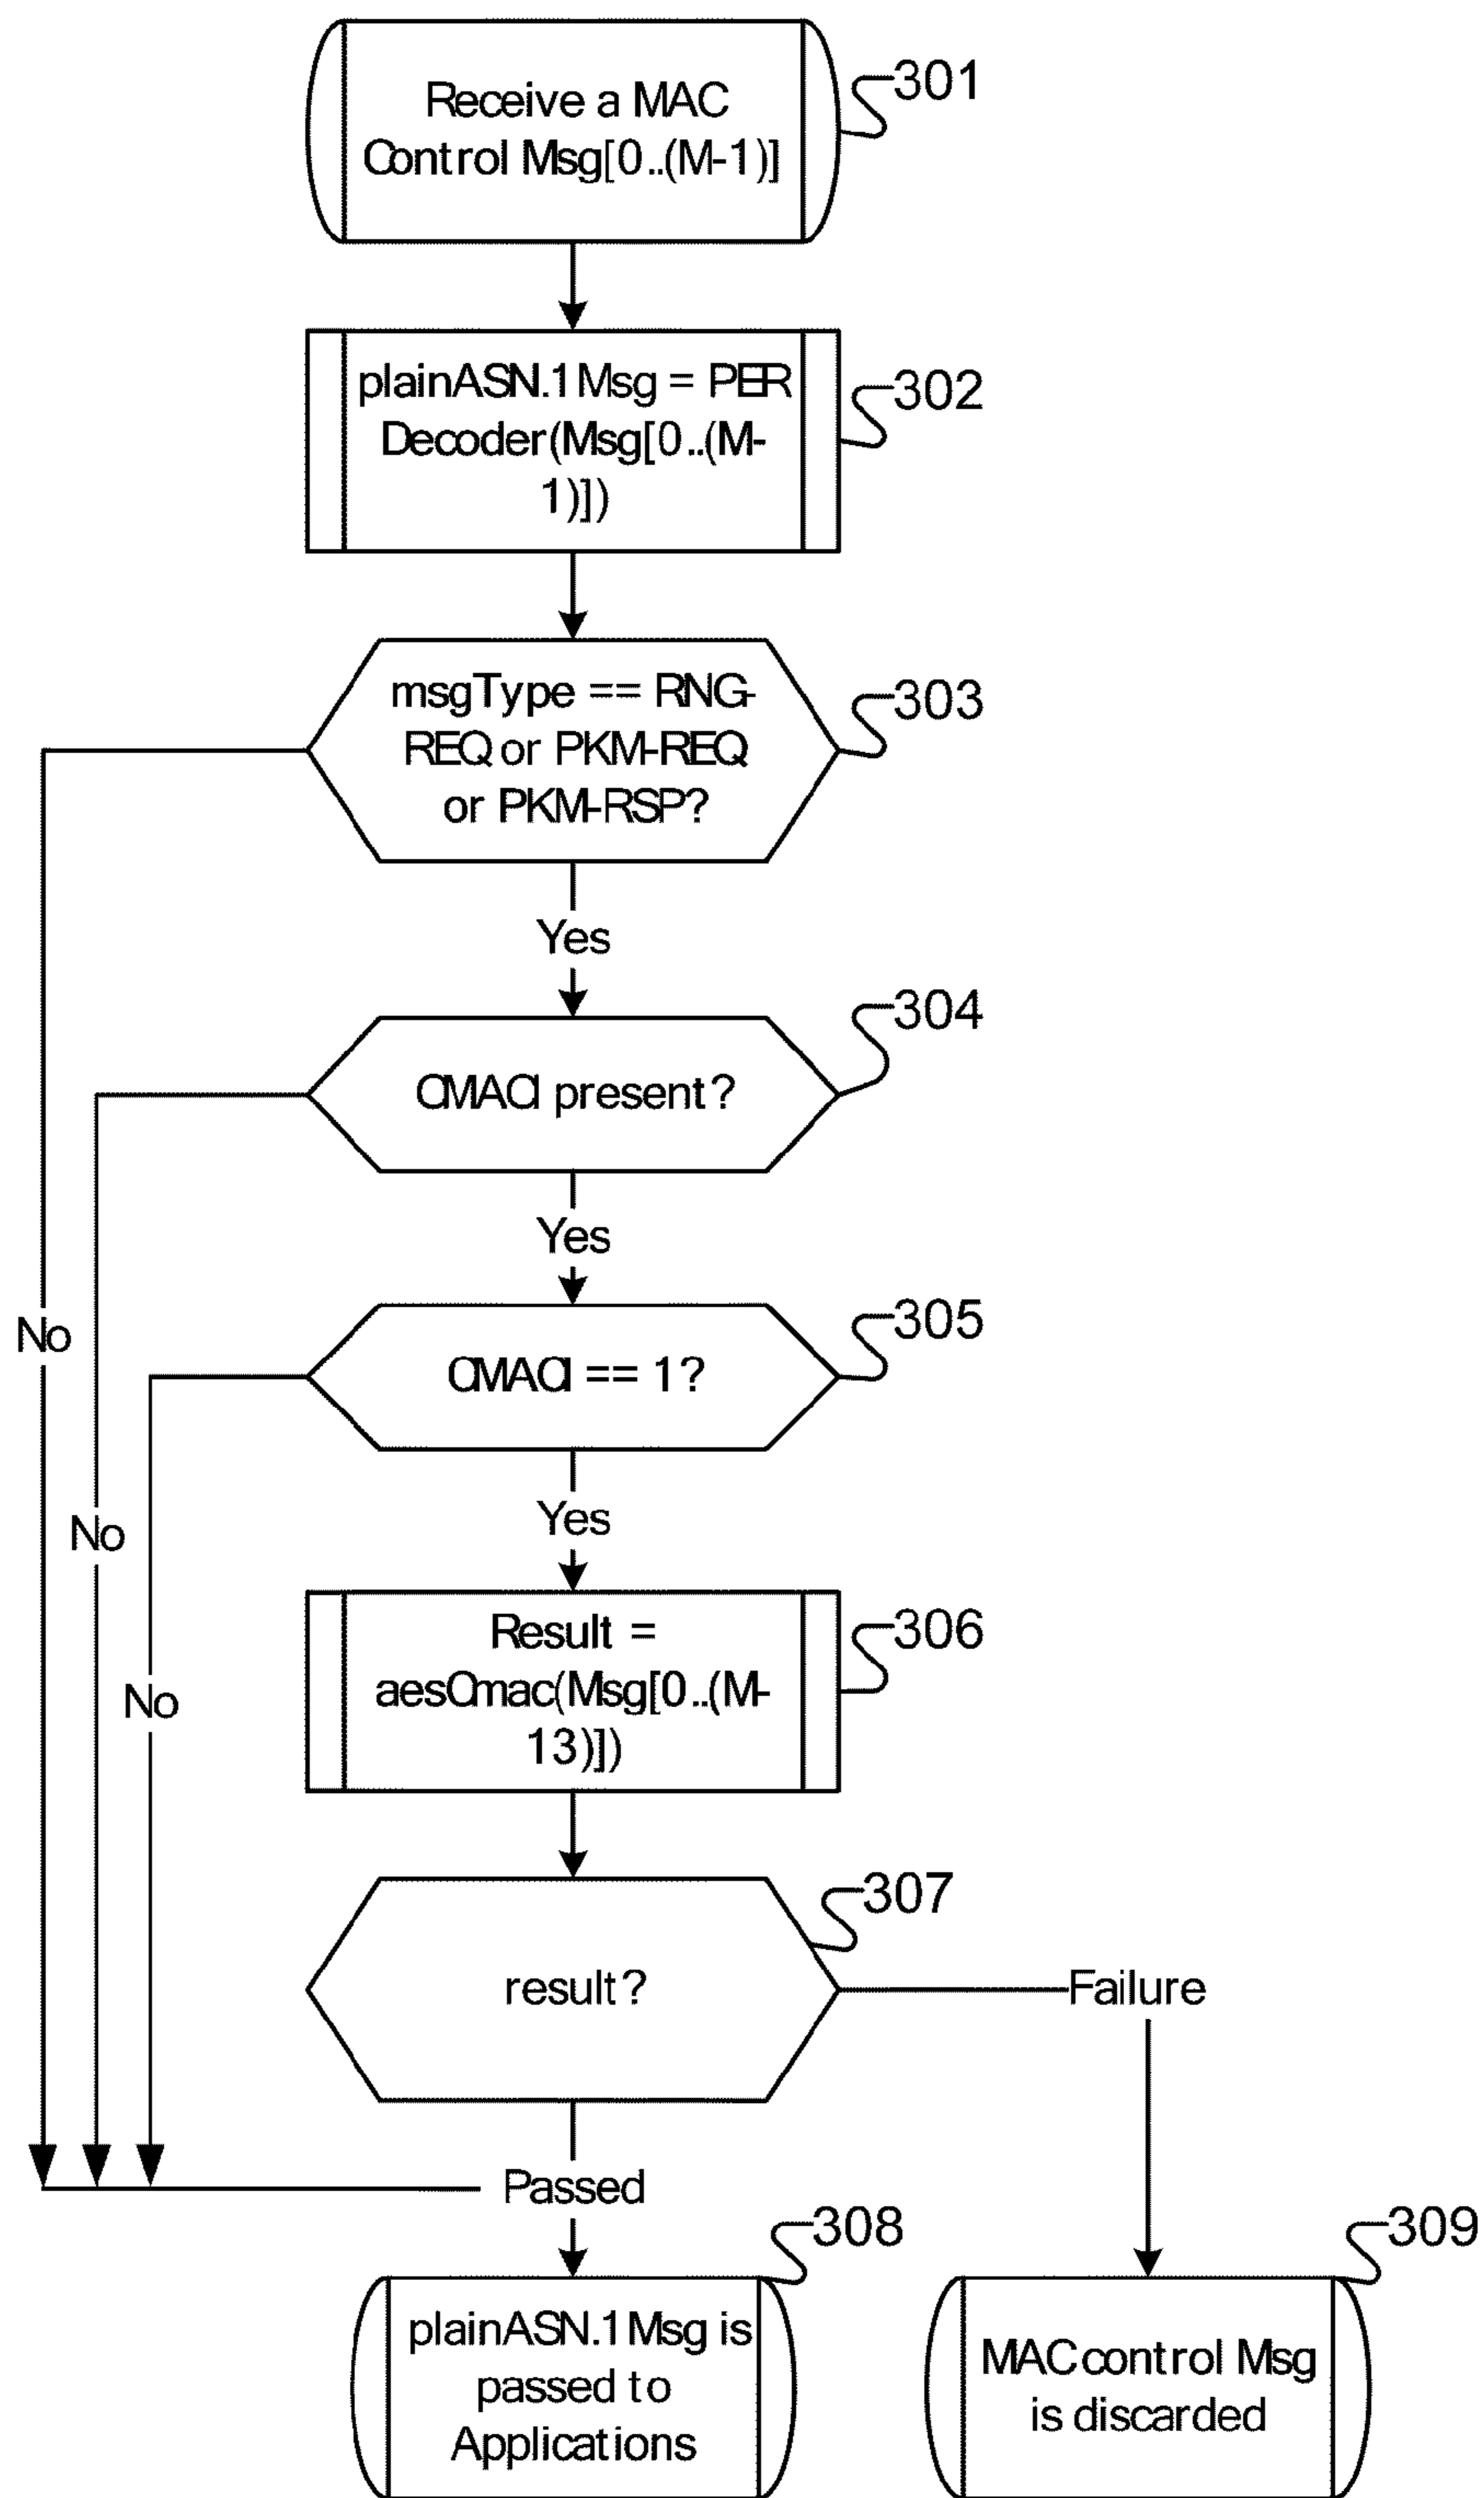 Receive a MAC
Control Msg[0..(M-1)]
301
plainASN.1Msg = PER
Decoder(Msg[0..(M-
1)])
302
msgType == RNG-
REQ or PKM-REQ
or PKM-RSP?
303
Yes
304
CMACI present?
Yes
305
No
CMACI == 1?
Yes
No
Result =
aesCmac(Msg[0..(M-
13)])
306
No
307
result?
Failure
Passed
308
309
plainASN.1Msg is
passed to
Applications
MAC control Msg
is discarded